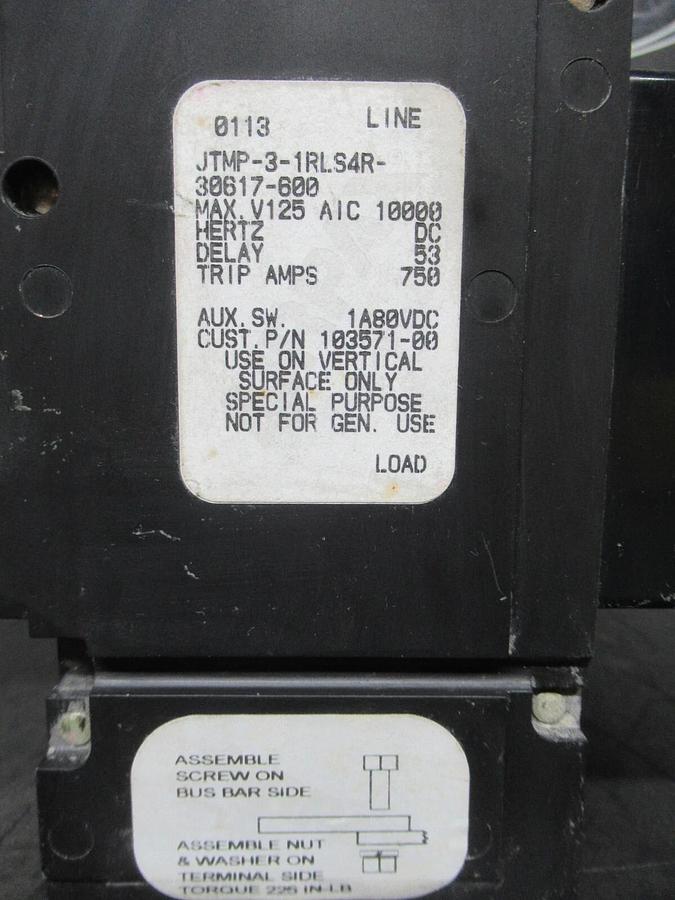 0113 LINE
JTMP-3-1RLS4R-
30617-600
MAX.V125 AIC 10000
HERTZ DC
DELAY 53
TRIP AMPS 750
AUX.SW. 1A80VDC
CUST.P/N 103571-00
USE ON VERTICAL
SURFACE ONLY
SPECIAL PURPOSE
NOT FOR GEN. USE
LOAD
ASSEMBLE
SCREW ON
BUS BAR SIDE
ASSEMBLE NUT
& WASHER ON
TERMINAL SIDE
TORQUE 225 IN-LB